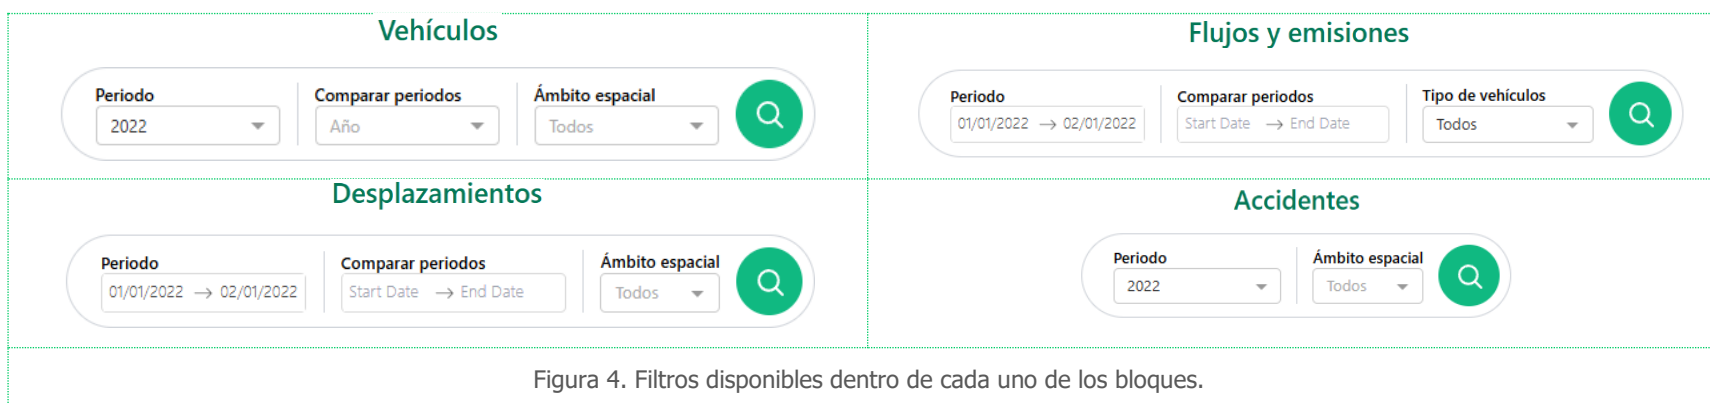 Vehículos
Periodo
2022
Comparar periodos
Año
Ámbito espacial
Todos
Flujos y emisiones
Periodo
01/01/2022 → 02/01/2022
Comparar periodos
Start Date → End Date
Tipo de vehículos
Todos
Desplazamientos
Periodo
01/01/2022 → 02/01/2022
Comparar periodos
Start Date → End Date
Ámbito espacial
Todos
Accidentes
Periodo
2022
Ámbito espacial
Todos
Figura 4. Filtros disponibles dentro de cada uno de los bloques.